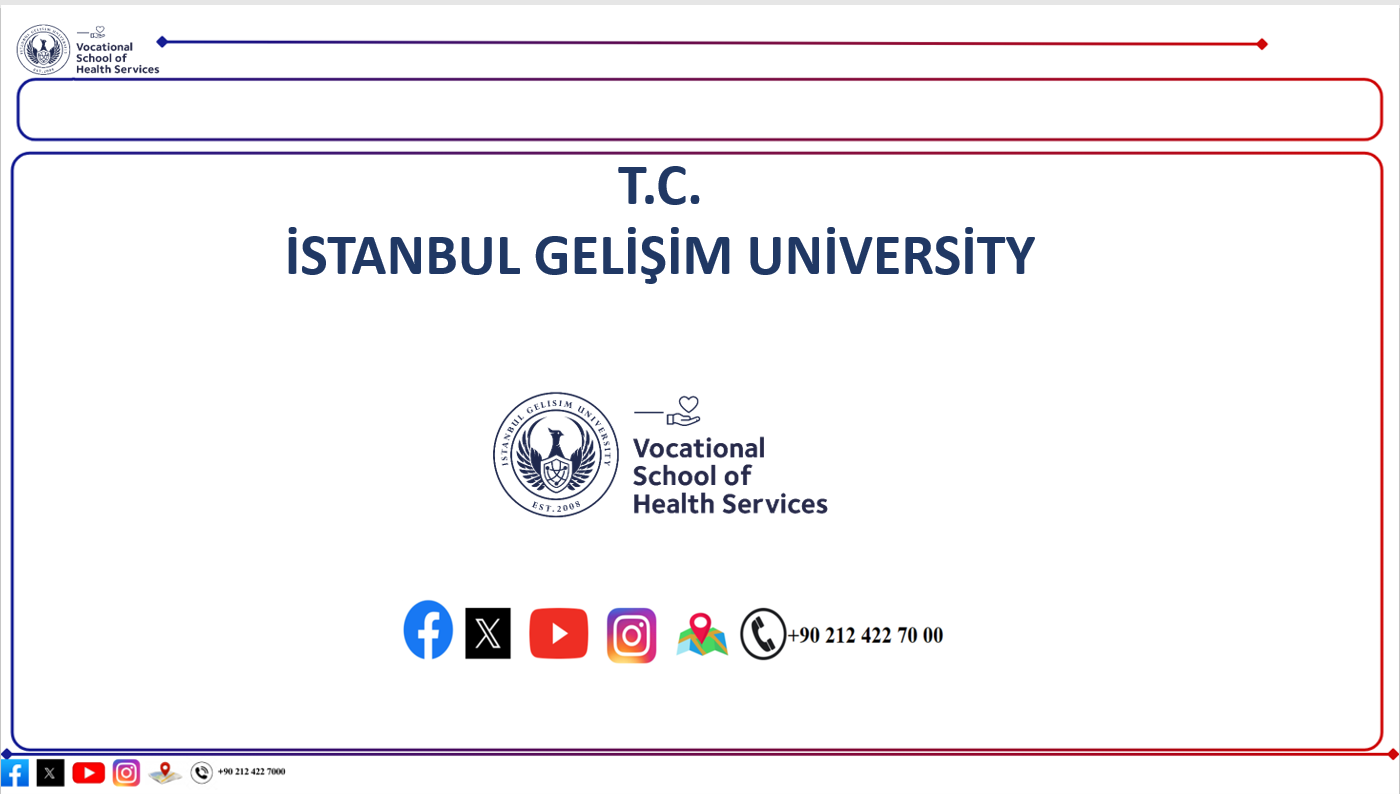 Vocational
School of
Health Services
T.C.
İSTANBUL GELİŞİM UNİVERSİTY
ISTANBUL GELISIM UNIVERSITY
EST.2008
Vocational
School of
Health Services
+90 212 422 70 00
+90 212 422 7000